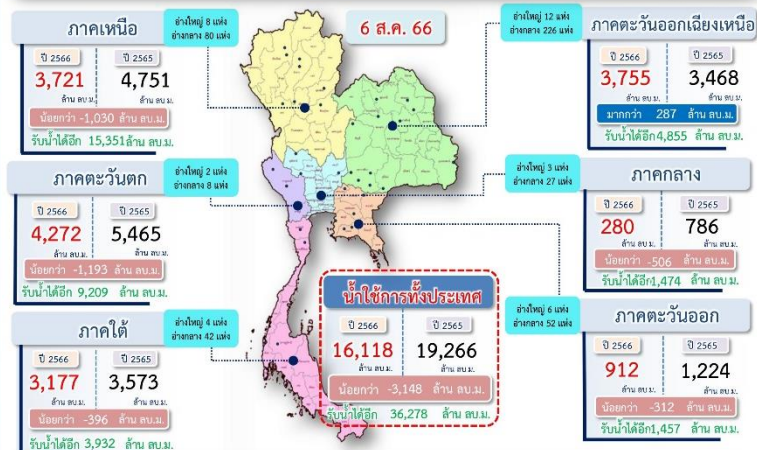 ภาคเหนือ
อ่างใหญ่ 8 แห่ง
อ่างกลาง 80 แห่ง
ปี 2566 ปี 2565
3,721 4,751
ล้าน ลบ.ม. ล้าน ลบ.ม.
น้อยกว่า -1,030 ล้าน ลบ.ม.
รับน้ำได้อีก 15,351 ล้าน ลบ.ม.
6 ส.ค. 66
อ่างใหญ่ 12 แห่ง
อ่างกลาง 226 แห่ง
ภาคตะวันออกเฉียงเหนือ
ปี 2566 ปี 2565
3,755 3,468
ล้าน ลบ.ม. ล้าน ลบ.ม.
มากกว่า 287 ล้าน ลบ.ม.
รับน้ำได้อีก 4,855 ล้าน ลบ.ม.
ภาคตะวันตก
อ่างใหญ่ 2 แห่ง
อ่างกลาง 8 แห่ง
ปี 2566 ปี 2565
4,272 5,465
ล้าน ลบ.ม. ล้าน ลบ.ม.
น้อยกว่า -1,193 ล้าน ลบ.ม.
รับน้ำได้อีก 9,209 ล้าน ลบ.ม.
อ่างใหญ่ 3 แห่ง
อ่างกลาง 27 แห่ง
ภาคกลาง
ปี 2566 ปี 2565
280 786
ล้าน ลบ.ม. ล้าน ลบ.ม.
น้อยกว่า -506 ล้าน ลบ.ม.
รับน้ำได้อีก 1,474 ล้าน ลบ.ม.
ภาคใต้
อ่างใหญ่ 4 แห่ง
อ่างกลาง 42 แห่ง
ปี 2566 ปี 2565
3,177 3,573
ล้าน ลบ.ม. ล้าน ลบ.ม.
น้อยกว่า -396 ล้าน ลบ.ม.
รับน้ำได้อีก 3,932 ล้าน ลบ.ม.
น้ำใช้การทั้งประเทศ
ปี 2566 ปี 2565
16,118 19,266
ล้าน ลบ.ม. ล้าน ลบ.ม.
น้อยกว่า -3,148 ล้าน ลบ.ม.
รับน้ำได้อีก 36,278 ล้าน ลบ.ม.
อ่างใหญ่ 6 แห่ง
อ่างกลาง 52 แห่ง
ภาคตะวันออก
ปี 2566 ปี 2565
912 1,224
ล้าน ลบ.ม. ล้าน ลบ.ม.
น้อยกว่า -312 ล้าน ลบ.ม.
รับน้ำได้อีก 1,457 ล้าน ลบ.ม.